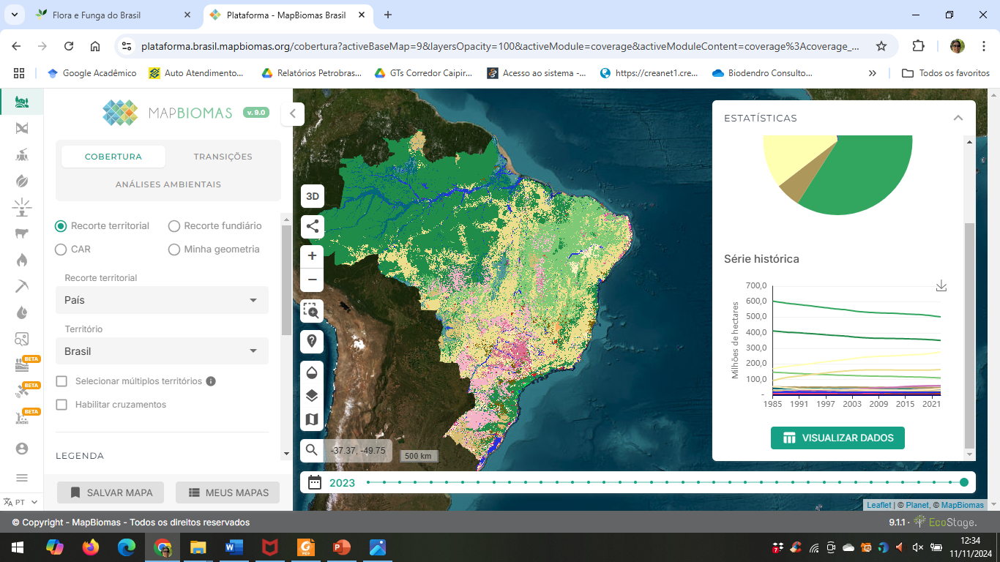 Flora e Funga do Brasil
Plataforma - MapBiomas Brasil
plataforma.brasil.mapbiomas.org/cobertura?activeBaseMap=9&layersOpacity=100&activeModule=coverage&activeModuleContent=coverage%3Acoverage_...
Google Acadêmico
Auto Atendimento...
Relatórios Petrobras...
GTs Corredor Caipir...
Acesso ao sistema -...
https://creanet1.cre...
Biodendro Consulto...
Todos os favoritos
MAPBIOMAS
v. 9.0
COBERTURA
TRANSIÇÕES
ANÁLISES AMBIENTAIS
Recorte territorial
Recorte fundiário
CAR
Minha geometria
Recorte territorial
País
Território
Brasil
Selecionar múltiplos territórios
Habilitar cruzamentos
LEGENDA
SALVAR MAPA
MEUS MAPAS
BETA
BETA
BETA
PT
3D
-37.37, -49.75
500 km
2023
ESTATÍSTICAS
Série histórica
Milhões de hectares
700,0
600,0
500,0
400,0
300,0
200,0
100,0
-
1985 1991 1997 2003 2009 2015 2021
VISUALIZAR DADOS
Leaflet | © Planet, © MapBiomas
© Copyright - MapBiomas - Todos os direitos reservados
9.1.1 · EcoStage.
12:34
11/11/2024